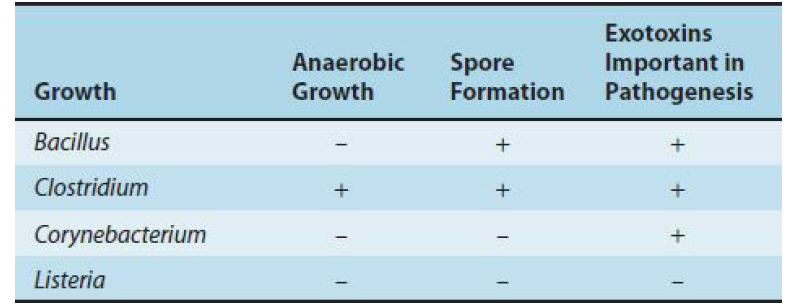 Growth Anaerobic Growth Spore Formation Exotoxins Important in Pathogenesis
Bacillus – + +
Clostridium + + +
Corynebacterium – – +
Listeria – – –